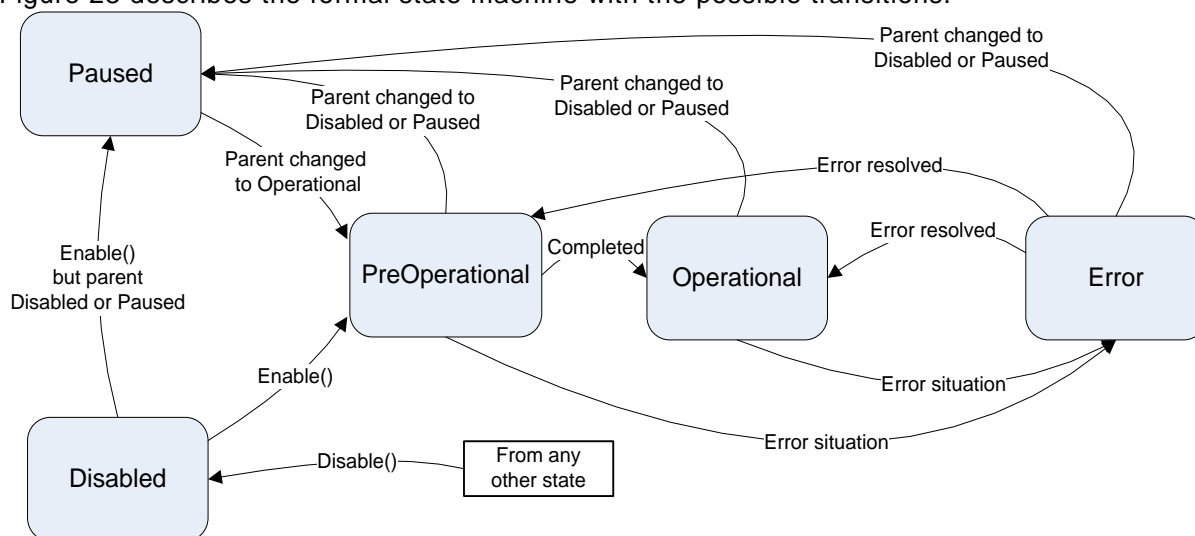 Figure 28 describes the formal state machine with the possible transitions.
Paused
Parent changed to
Disabled or Paused
Parent changed to
Disabled or Paused
Parent changed to
Disabled or Paused
Parent changed
to Operational
Error resolved
Error resolved
Enable()
but parent
Disabled or Paused
PreOperational
Completed
Operational
Error
Enable()
Error situation
Error situation
Disabled
Disable()
From any
other state